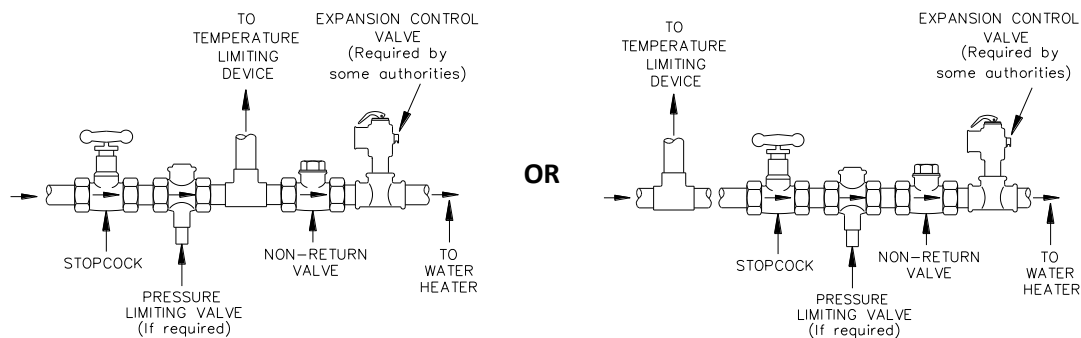 TO
TEMPERATURE
LIMITING
DEVICE
EXPANSION CONTROL
VALVE
(Required by
some authorities)
STOPCOCK
PRESSURE
LIMITING VALVE
(If required)
NON-RETURN
VALVE
TO
WATER
HEATER
OR
TO
TEMPERATURE
LIMITING
DEVICE
EXPANSION CONTROL
VALVE
(Required by
some authorities)
STOPCOCK
PRESSURE
LIMITING VALVE
(If required)
NON-RETURN
VALVE
TO
WATER
HEATER